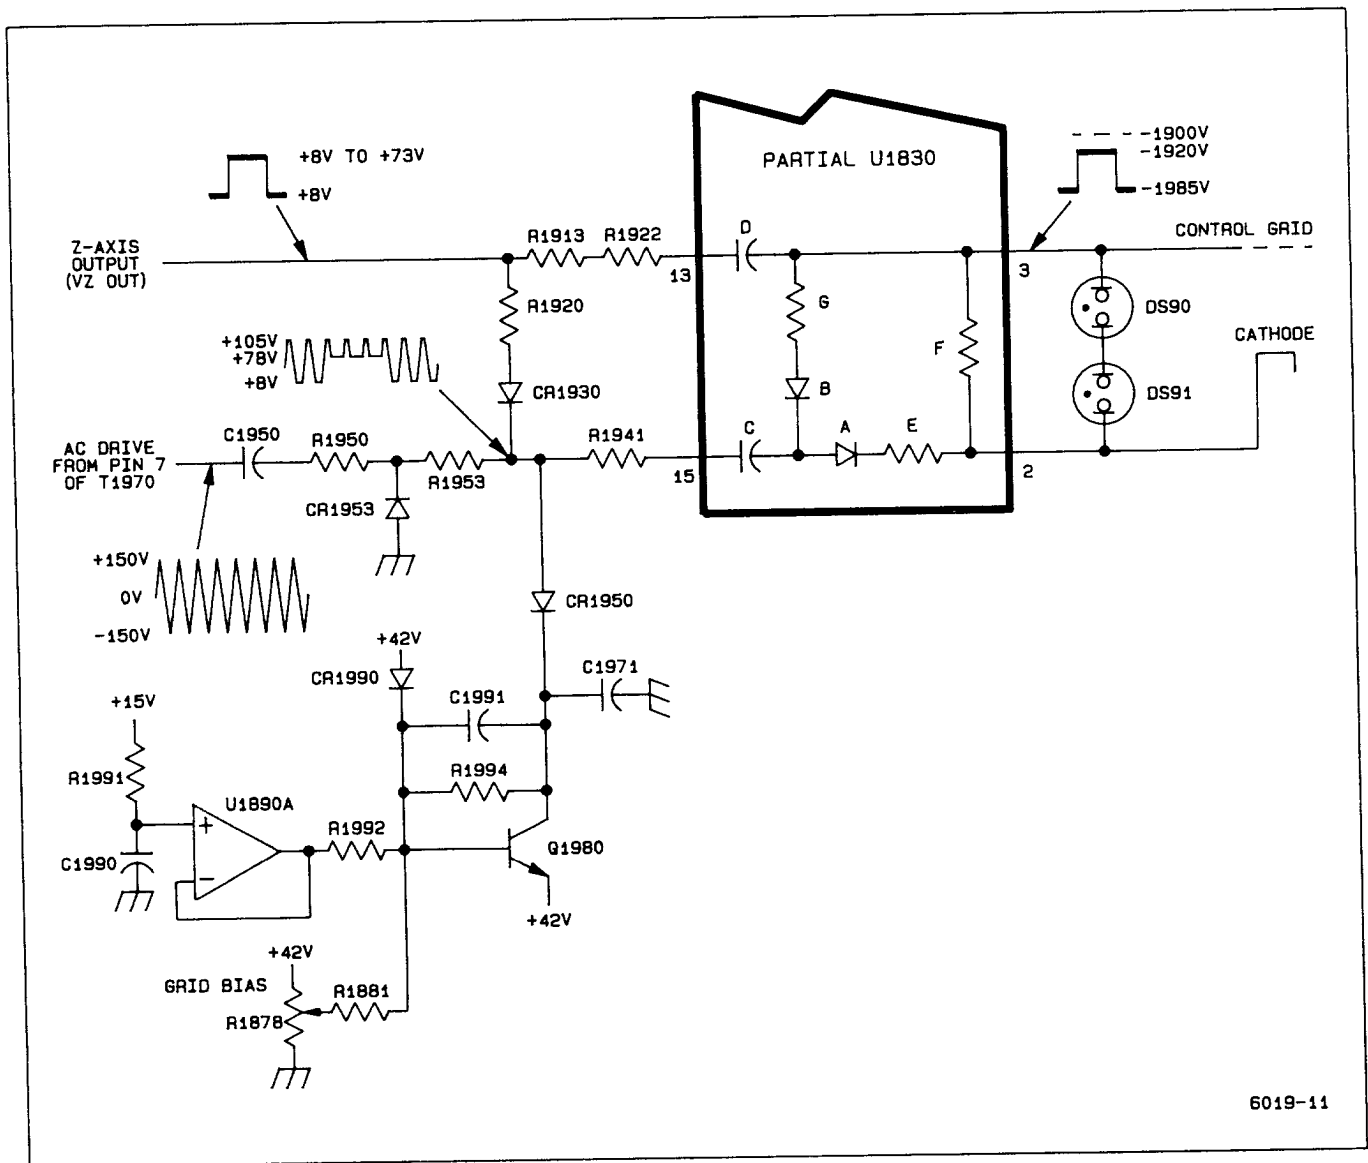 +8V TO +73V
+8V
PARTIAL U1830
-1900V
-1920V
-1985V
Z-AXIS
OUTPUT
(VZ OUT)
R1913
R1922
13
D
3
CONTROL GRID
R1920
G
F
DS90
+105V
+78V
+8V
CR1930
B
CATHODE
DS91
AC DRIVE
FROM PIN 7
OF T1970
C1950
R1950
R1953
R1941
15
C
A
E
2
CR1953
+150V
0V
-150V
CR1950
+42V
CR1990
C1991
C1971
+15V
R1991
R1994
U1890A
+
-
R1992
Q1980
C1990
+42V
+42V
GRID BIAS
R1878
R1881
6019-11